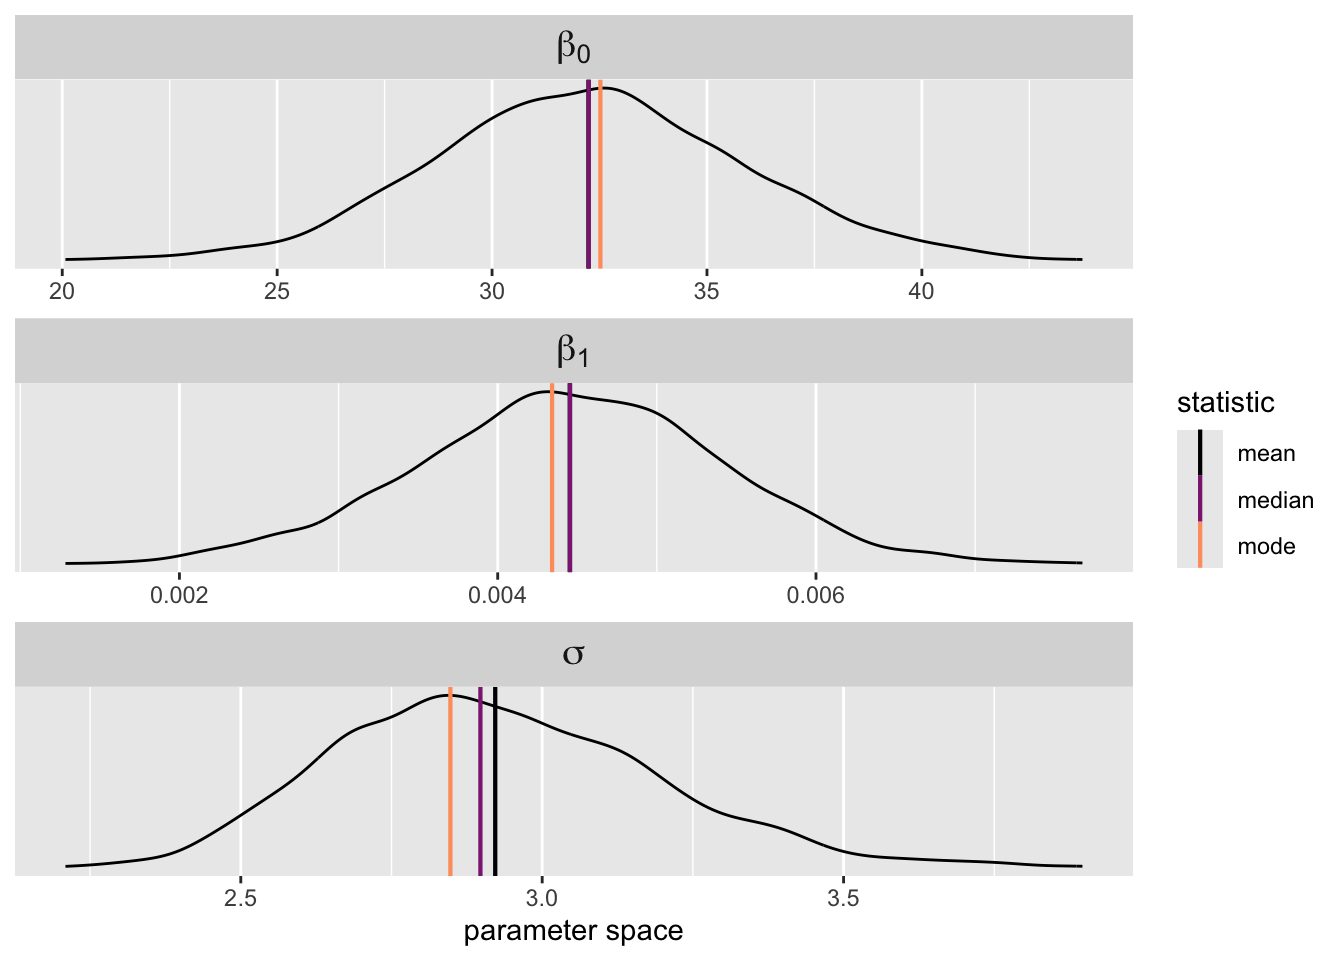 β0
20 25 30 35 40
β1
0.002 0.004 0.006
σ
2.5 3.0 3.5
parameter space
statistic
mean
median
mode